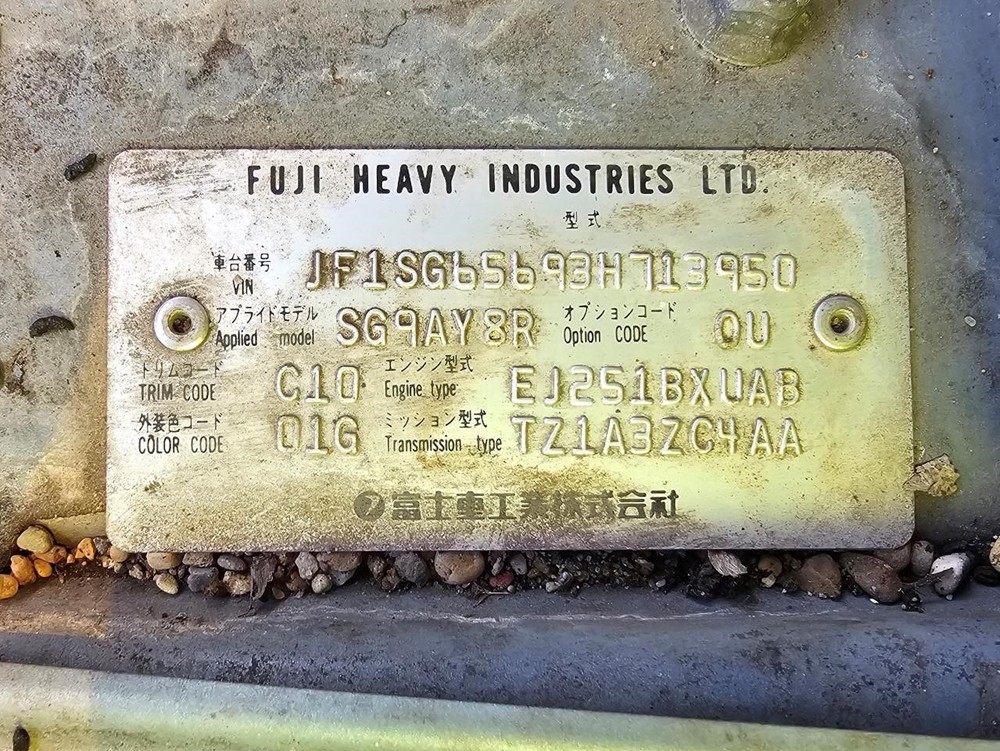 FUJI HEAVY INDUSTRIES LTD.
型式
車台番号 VIN JF1SG65693H713950
アプライドモデル オプションコード
Applied model SG9AY8R Option CODE 0U
トリムコード エンジン型式
TRIM CODE C10 Engine type EJ251BXUAB
外装色コード ミッション型式
COLOR CODE 01G Transmission type TZ1A3ZC4AA
富士重工業株式会社